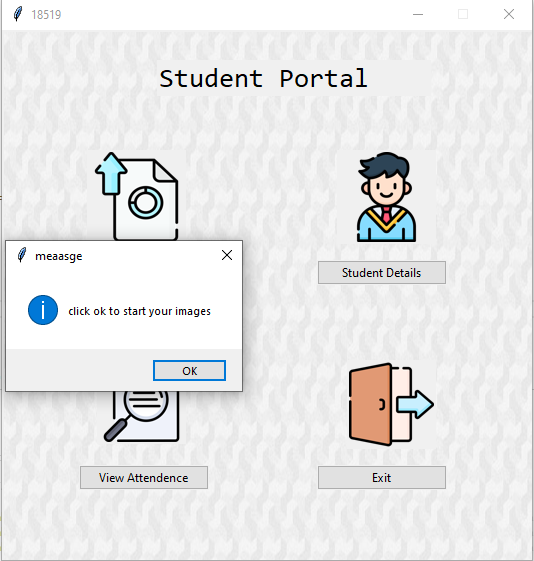 18519
Student Portal
Student Details
meaasge
click ok to start your images
OK
View Attendence
Exit